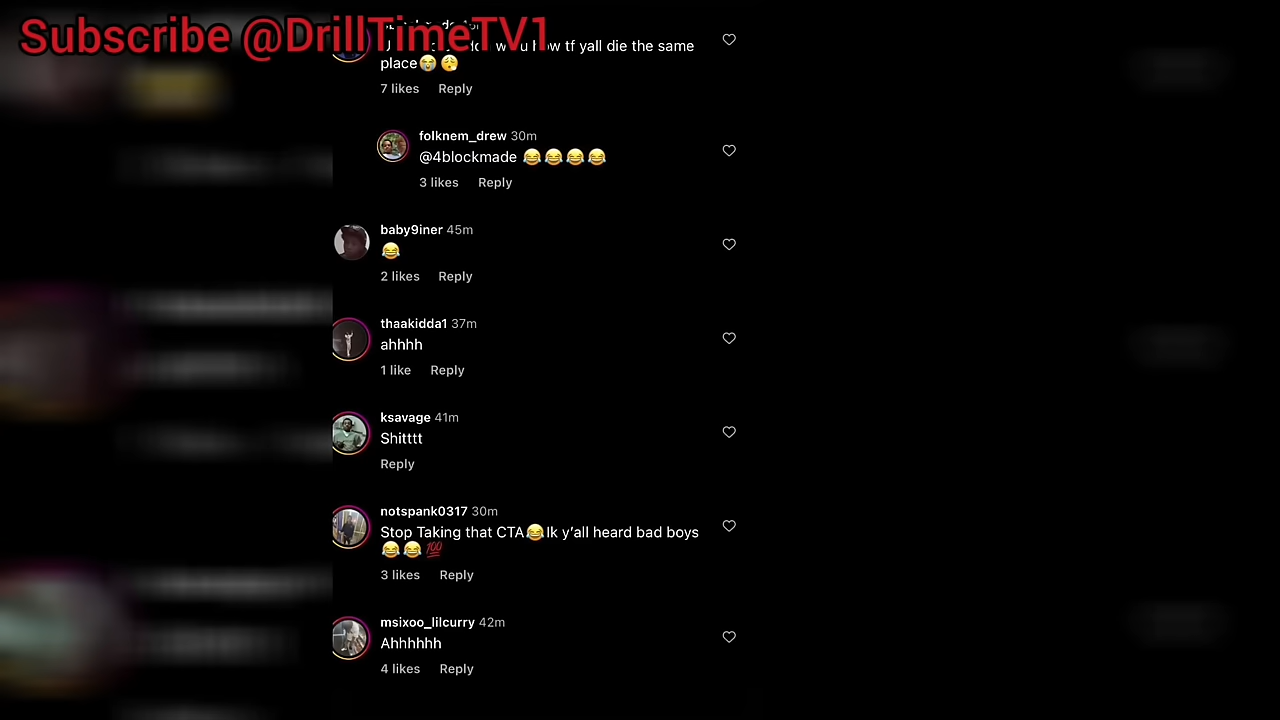 Subscribe @DrillTimeTV1
tf yall die the same
place😭😮‍💨
7 likes Reply
folknem_drew 30m
@4blockmade 😂😂😂😂
3 likes Reply
baby9iner 45m
😂
2 likes Reply
thaakidda1 37m
ahhhh
1 like Reply
ksavage 41m
Shitttt
Reply
notspank0317 30m
Stop Taking that CTA😂Ik y’all heard bad boys
😂😂💯
3 likes Reply
msixoo_lilcurry 42m
Ahhhhhh
4 likes Reply